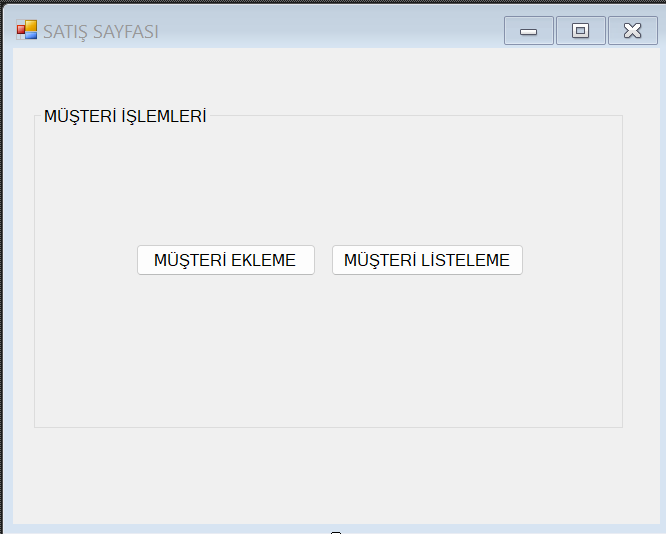 SATIŞ SAYFASI
MÜŞTERİ İŞLEMLERİ
MÜŞTERİ EKLEME
MÜŞTERİ LİSTELEME